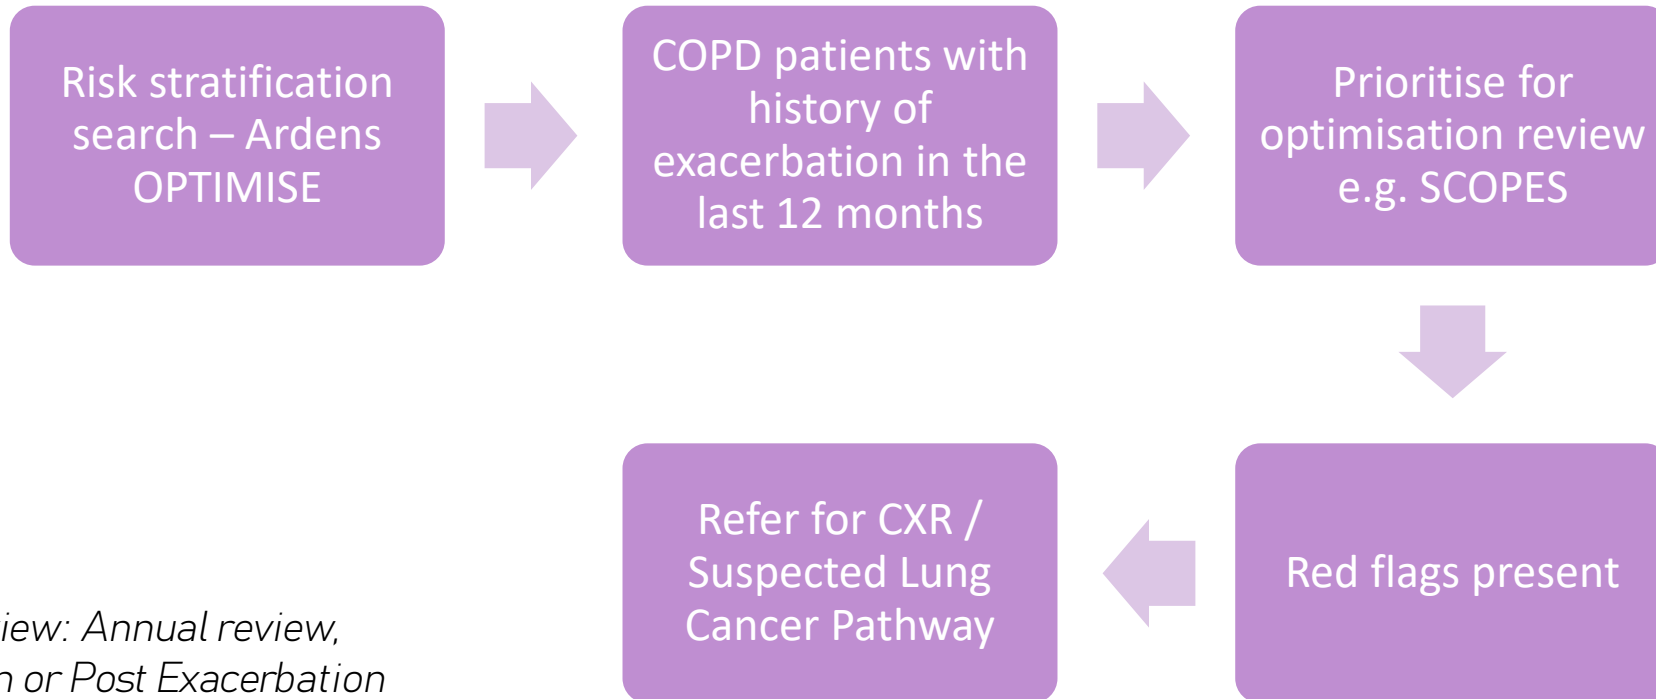 Risk stratification
search – Ardens
OPTIMISE
COPD patients with
history of
exacerbation in the
last 12 months
Prioritise for
optimisation review
e.g. SCOPES
Refer for CXR /
Suspected Lung
Cancer Pathway
Red flags present
iew: Annual review,
n or Post Exacerbation